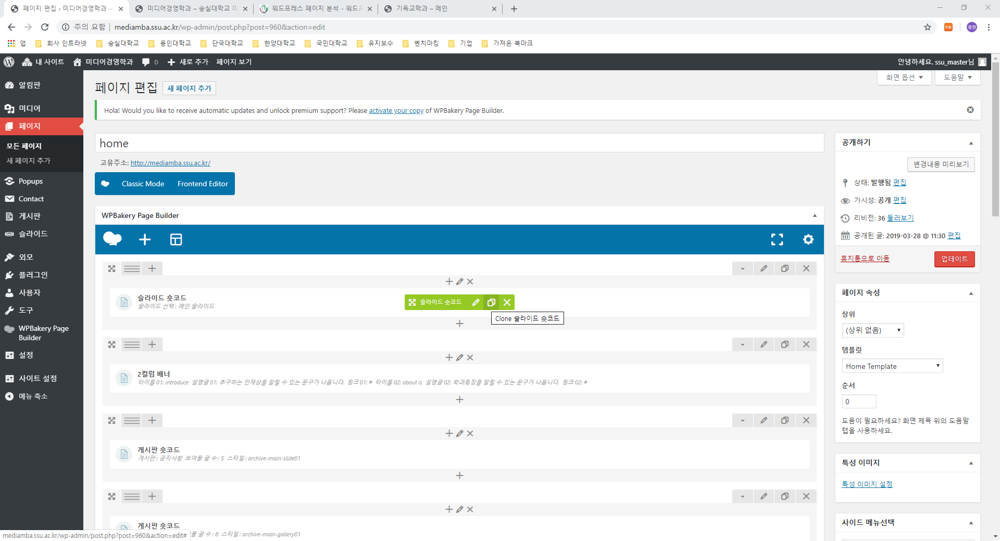 페이지 편집 ‹ 미디어경영학과 —
미디어경영학과 – 숭실대학교 미
워드프레스 페이지 분석 - 워드프
기독교학과 – 메인
주의 요함
mediamba.ssu.ac.kr/wp-admin/post.php?post=960&action=edit
종현
앱
회사 인트라넷
숭실대학교
용인대학교
단국대학교
한양대학교
국민대학교
유지보수
벤치마킹
기업
가져온 북마크
내 사이트
미디어경영학과
0
새로 추가
페이지 보기
안녕하세요. ssu_master님
알림판
미디어
페이지
모든 페이지
새 페이지 추가
Popups
Contact
게시판
슬라이드
외모
플러그인
사용자
도구
WPBakery Page
Builder
설정
사이트 설정
메뉴 축소
화면 옵션
도움말
페이지 편집
새 페이지 추가
Hola! Would you like to receive automatic updates and unlock premium support? Please activate your copy of WPBakery Page Builder.
home
고유주소: http://mediamba.ssu.ac.kr/
Classic Mode
Frontend Editor
WPBakery Page Builder
슬라이드 숏코드
슬라이드 선택 : 메인 슬라이드
슬라이드 숏코드
Clone 슬라이드 숏코드
2컬럼 배너
타이틀 01: introduce 설명글 01: 추구하는 인재상을 알릴 수 있는 문구가 나옵니다. 링크 01: # 타이틀 02: about is 설명글 02: 학과특징을 알릴 수 있는 문구가 나옵니다. 링크 02: #
게시판 숏코드
게시판 : 공지사항 보여줄 글 수 : 5 스타일 : archive-main-slide01
게시판 숏코드
줄 글 수 : 8 스타일 : archive-main-gallery01
공개하기
변경내용 미리보기
상태: 발행됨 편집
가시성: 공개 편집
리비전: 36 둘러보기
공개된 글: 2019-03-28 @ 11:30 편집
휴지통으로 이동
업데이트
페이지 속성
상위
(상위 없음)
템플릿
Home Template
순서
0
도움이 필요하세요? 화면 제목 위의 도움말
탭을 사용하세요.
특성 이미지
특성 이미지 설정
사이드 메뉴선택
mediamba.ssu.ac.kr/wp-admin/post.php?post=960&action=edit#